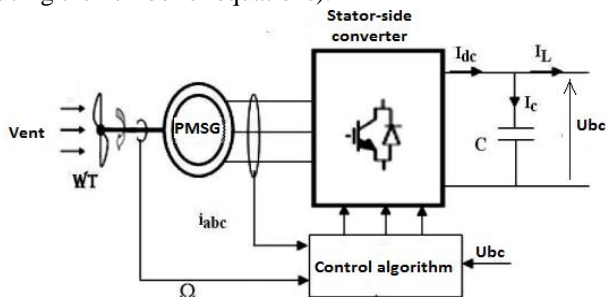 Stator-side
converter
Idc
IL
Ic
Ubc
C
Vent
PMSG
WT
iabc
Ubc
Control algorithm
Ω